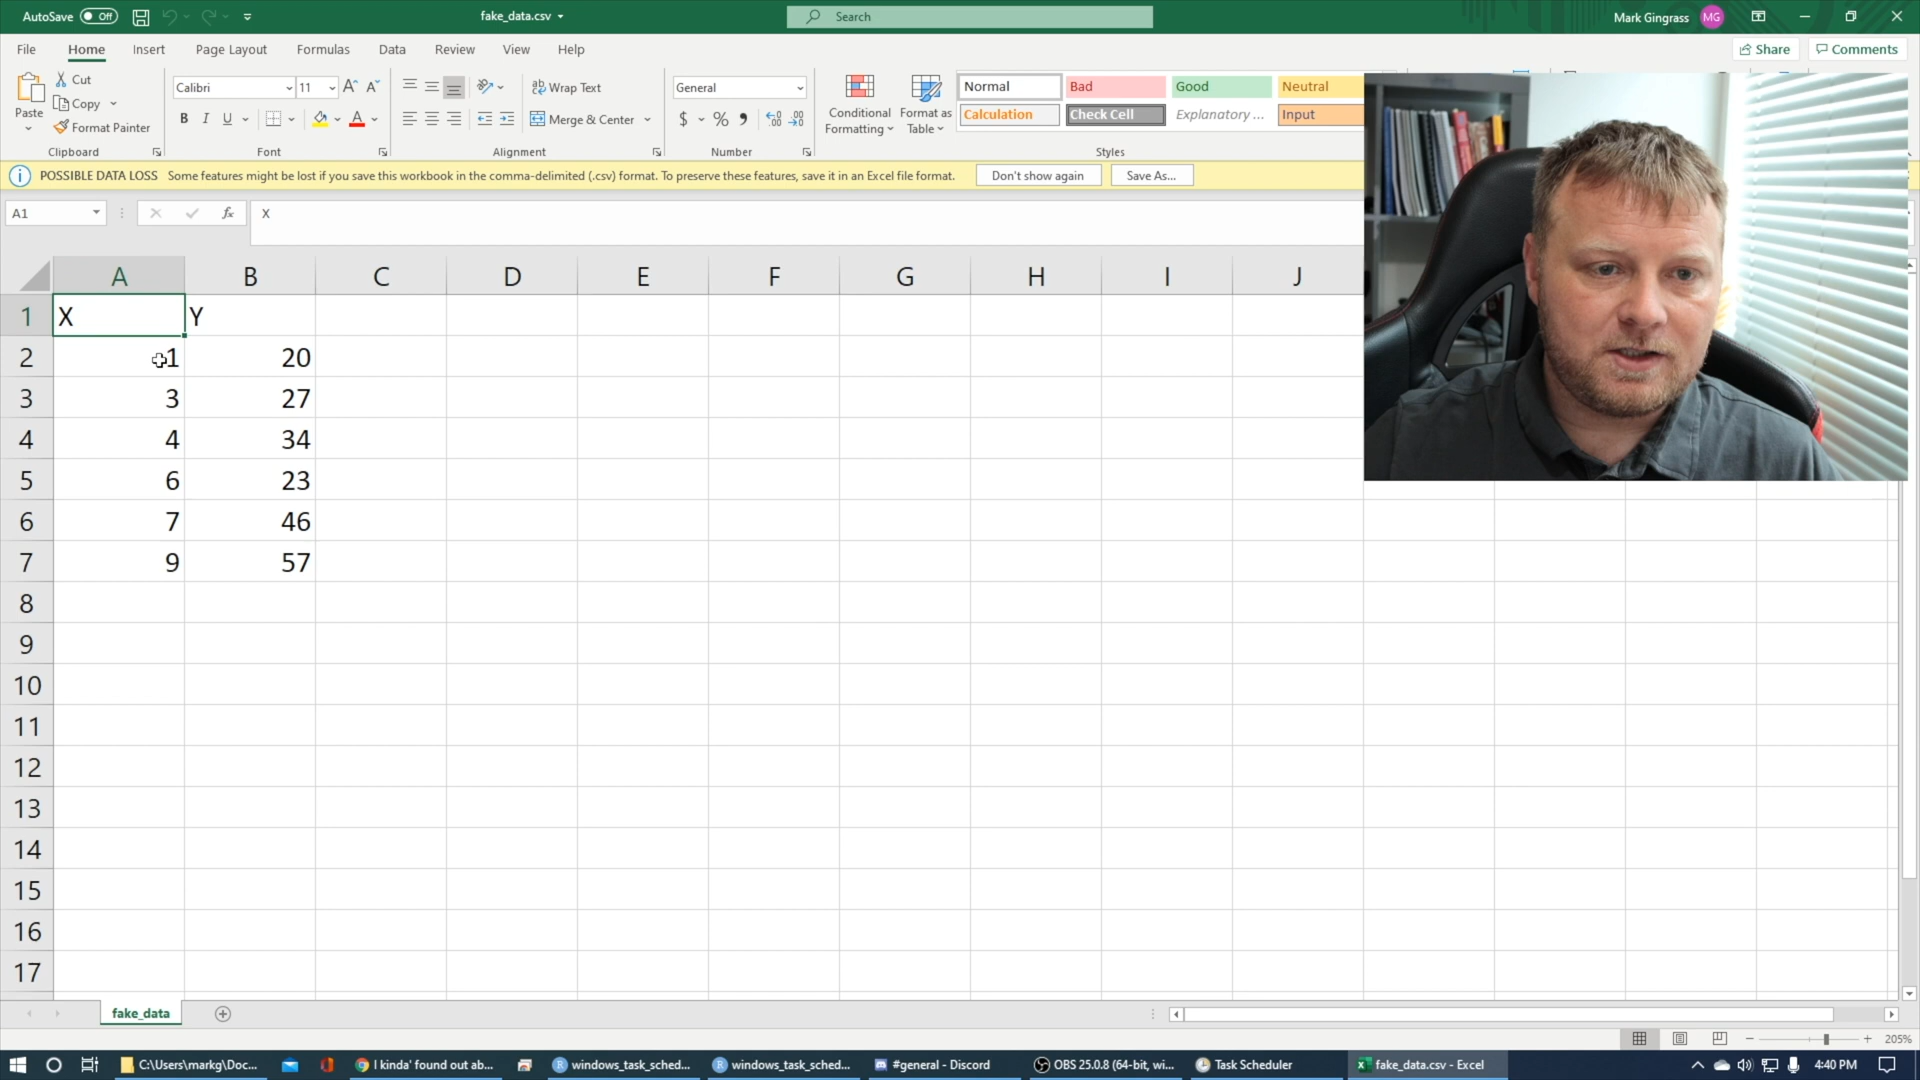 AutoSave Off fake_data.csv Search Mark Gingrass MG
File Home Insert Page Layout Formulas Data Review View Help Share Comments
Paste Cut Copy Format Painter Clipboard
Calibri 11 A A B I U A Font
Wrap Text Merge & Center Alignment
General $ % Number
Conditional Formatting Format as Table
Normal Bad Good Neutral
Calculation Check Cell Explanatory ... Input
Styles
POSSIBLE DATA LOSS Some features might be lost if you save this workbook in the comma-delimited (.csv) format. To preserve these features, save it in an Excel file format. Don't show again Save As...
A1 fx X
A B C D E F G H I J
1 X Y
2 1 20
3 3 27
4 4 34
5 6 23
6 7 46
7 9 57
8
9
10
11
12
13
14
15
16
17
fake_data
205%
C:\Users\markg\Doc... I kinda' found out ab... windows_task_sched... windows_task_sched... #general - Discord OBS 25.0.8 (64-bit, wi... Task Scheduler fake_data.csv - Excel 4:40 PM